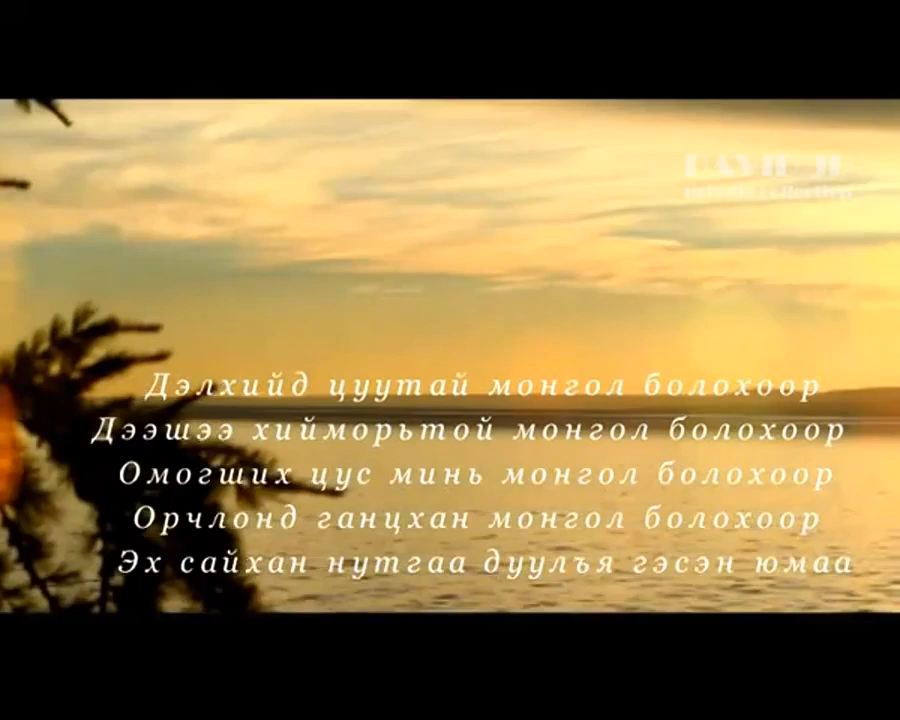 Дэлхийд цуутай монгол болохоор
Дээшээ хийморьтой монгол болохоор
Омогших цус минь монгол болохоор
Орчлонд ганцхан монгол болохоор
Эх сайхан нутгаа дуулъя гэсэн юмаа